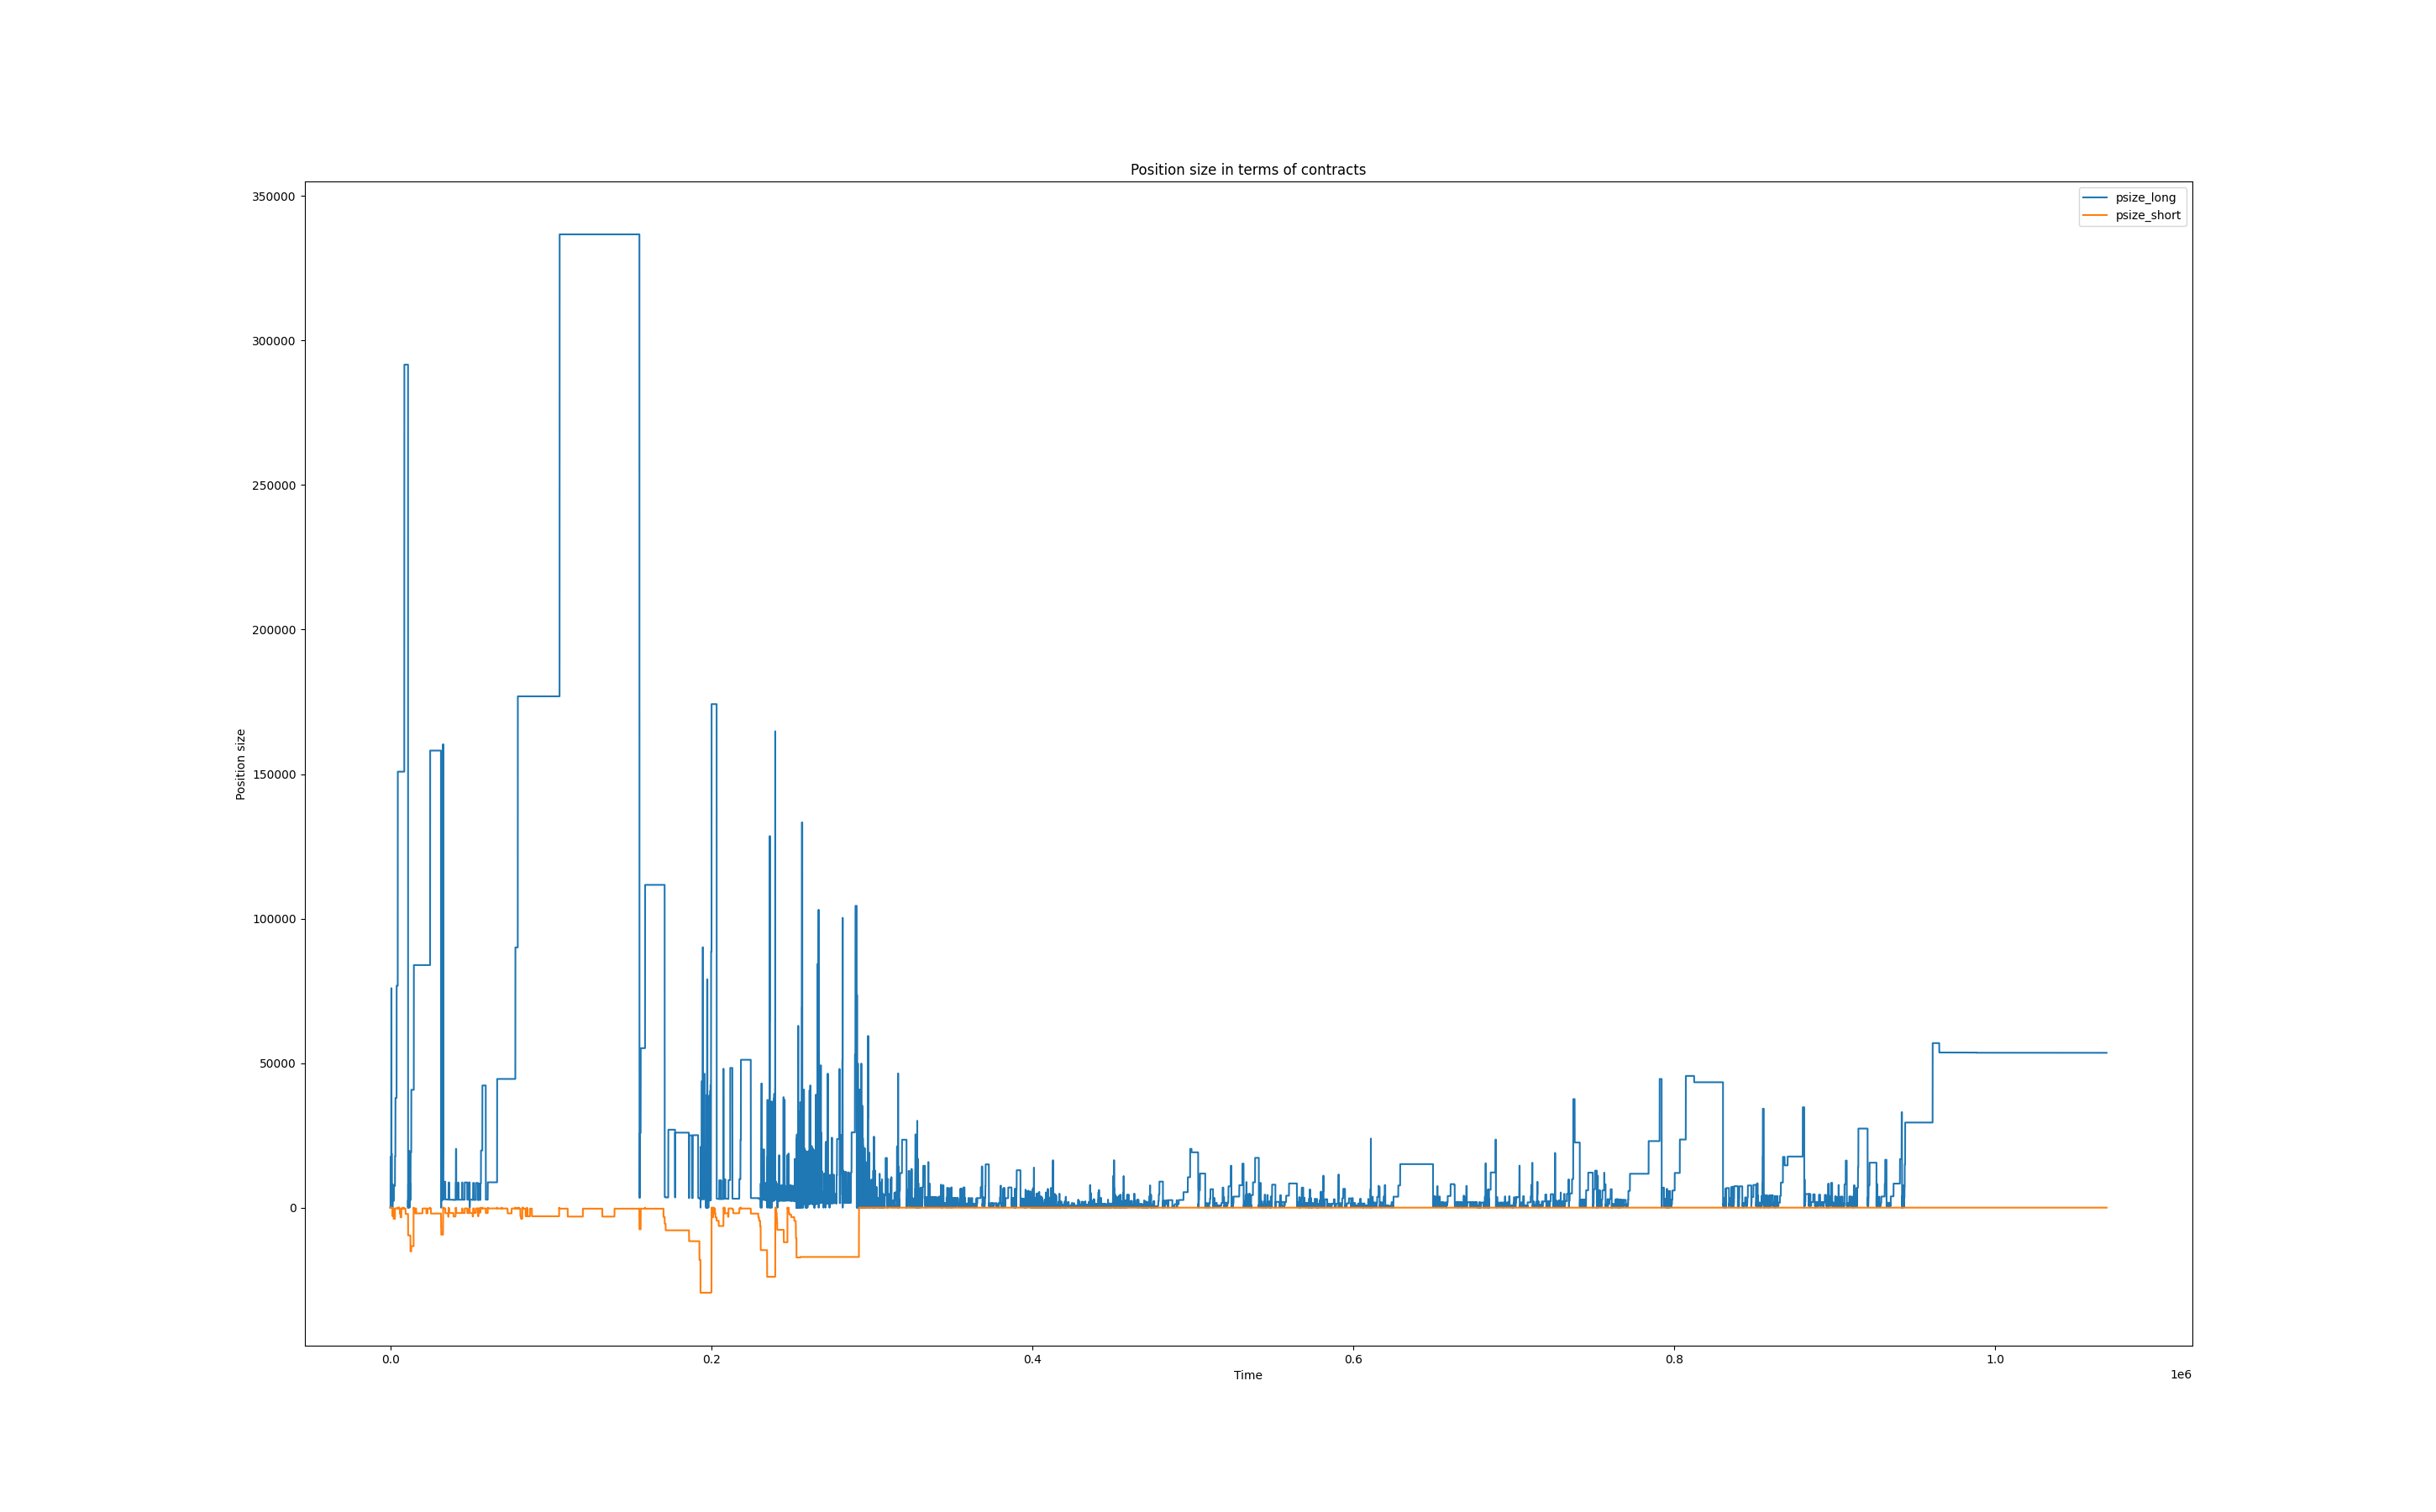 Position size in terms of contracts
psize_long
psize_short
Position size
350000
300000
250000
200000
150000
100000
50000
0
0.0 0.2 0.4 0.6 0.8 1.0
Time
1e6